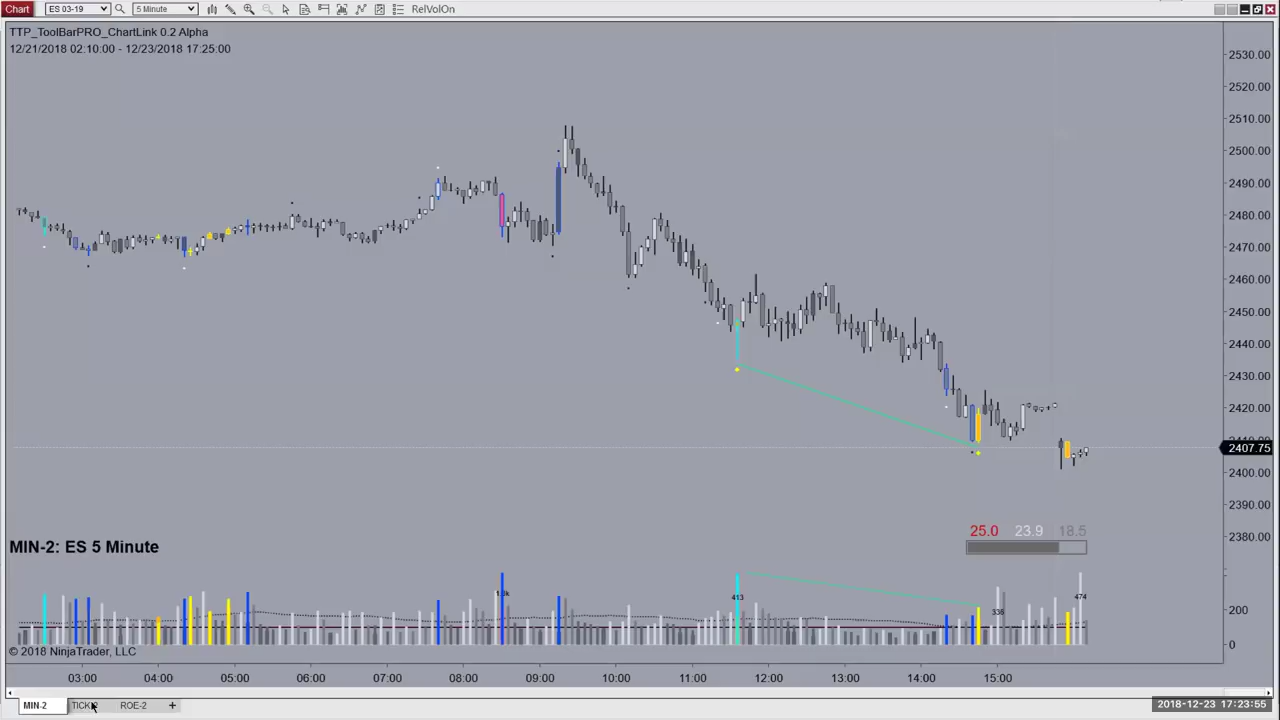 Chart ES 03-19 5 Minute RelVolOn
TTP_ToolBarPRO_ChartLink 0.2 Alpha
12/21/2018 02:10:00 - 12/23/2018 17:25:00
2530.00
2520.00
2510.00
2500.00
2490.00
2480.00
2470.00
2460.00
2450.00
2440.00
2430.00
2420.00
2407.75
2400.00
2390.00
2380.00
25.0 23.9 18.5
MIN-2: ES 5 Minute
413
336
474
200
0
© 2018 NinjaTrader, LLC
03:00 04:00 05:00 06:00 07:00 08:00 09:00 10:00 11:00 12:00 13:00 14:00 15:00
MIN-2 ROE-2 +
2018-12-23 17:23:55